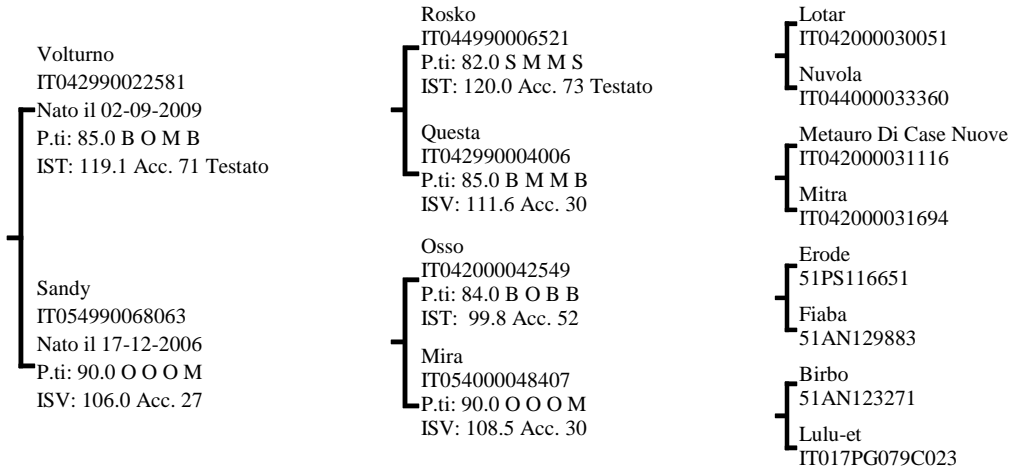 Volturno
IT042990022581
Nato il 02-09-2009
P.ti: 85.0 B O M B
IST: 119.1 Acc. 71 Testato
Sandy
IT054990068063
Nato il 17-12-2006
P.ti: 90.0 O O O M
ISV: 106.0 Acc. 27
Rosko
IT044990006521
P.ti: 82.0 S M M S
IST: 120.0 Acc. 73 Testato
Questa
IT042990004006
P.ti: 85.0 B M M B
ISV: 111.6 Acc. 30
Osso
IT042000042549
P.ti: 84.0 B O B B
IST: 99.8 Acc. 52
Mira
IT054000048407
P.ti: 90.0 O O O M
ISV: 108.5 Acc. 30
Lotar
IT042000030051
Nuvola
IT044000033360
Metauro Di Case Nuove
IT042000031116
Mitra
IT042000031694
Erode
51PS116651
Fiaba
51AN129883
Birbo
51AN123271
Lulu-et
IT017PG079C023